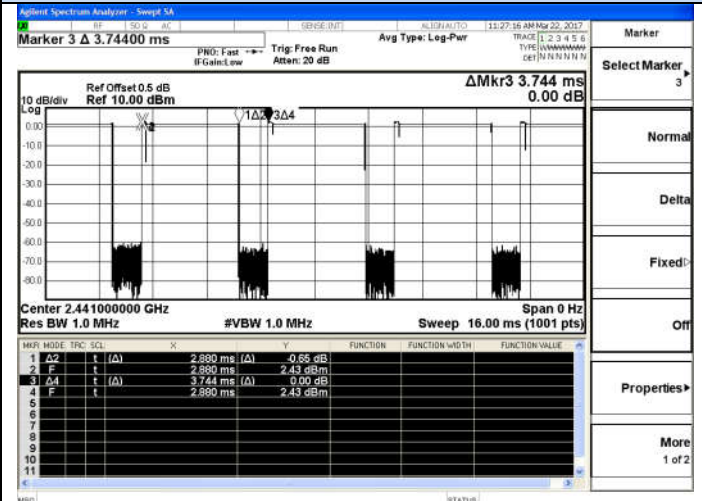 Agilent Spectrum Analyzer - Swept SA
RF 50 Ω AC SENSE:INT ALIGN AUTO 11:27:16 AM Mar 22, 2017
Marker 3 Δ 3.74400 ms
PNO: Fast
IFGain:Low
Trig: Free Run
Atten: 20 dB
Avg Type: Log-Pwr
TRACE 1 2 3 4 5 6
TYPE
DET N N N N N N
Ref Offset 0.5 dB
Ref 10.00 dBm
10 dB/div
Log
ΔMkr3 3.744 ms
0.00 dB
1Δ2
3Δ4
0.00
-10.0
-20.0
-30.0
-40.0
-50.0
-60.0
-70.0
-80.0
Center 2.441000000 GHz
Span 0 Hz
Res BW 1.0 MHz
#VBW 1.0 MHz
Sweep 16.00 ms (1001 pts)
MKR MODE TRC SCL X Y FUNCTION FUNCTION WIDTH FUNCTION VALUE
1 Δ2 t (Δ) 2.880 ms (Δ) -0.65 dB
2 F t 2.880 ms 2.43 dBm
3 Δ4 t (Δ) 3.744 ms (Δ) 0.00 dB
4 F t 2.880 ms 2.43 dBm
5
6
7
8
9
10
11
MSG
STATUS
Marker
Select Marker
3
Normal
Delta
Fixed
Off
Properties
More
1 of 2